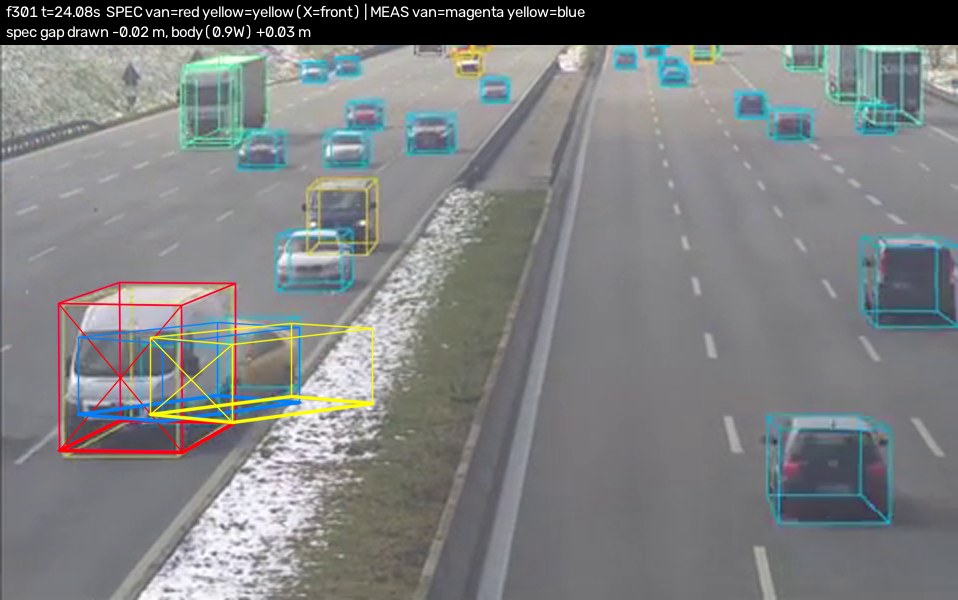 f301 t=24.08s SPEC van=red yellow=yellow (X=front) | MEAS van=magenta yellow=blue
spec gap drawn -0.02 m, body (0.9W) +0.03 m